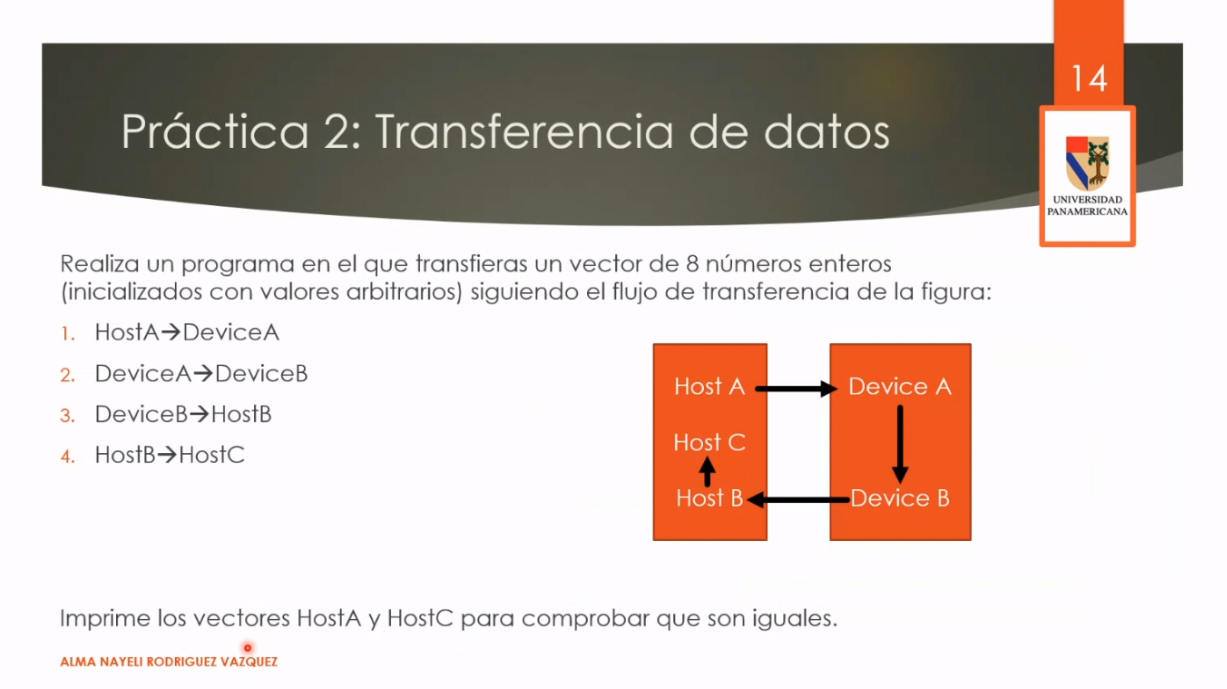 14
Práctica 2: Transferencia de datos
UNIVERSIDAD
PANAMERICANA
Realiza un programa en el que transfieras un vector de 8 números enteros
(inicializados con valores arbitrarios) siguiendo el flujo de transferencia de la figura:
1. HostA→DeviceA
2. DeviceA→DeviceB
3. DeviceB→HostB
4. HostB→HostC
Host A
Device A
Host C
Host B
Device B
Imprime los vectores HostA y HostC para comprobar que son iguales.
ALMA NAYELI RODRIGUEZ VAZQUEZ